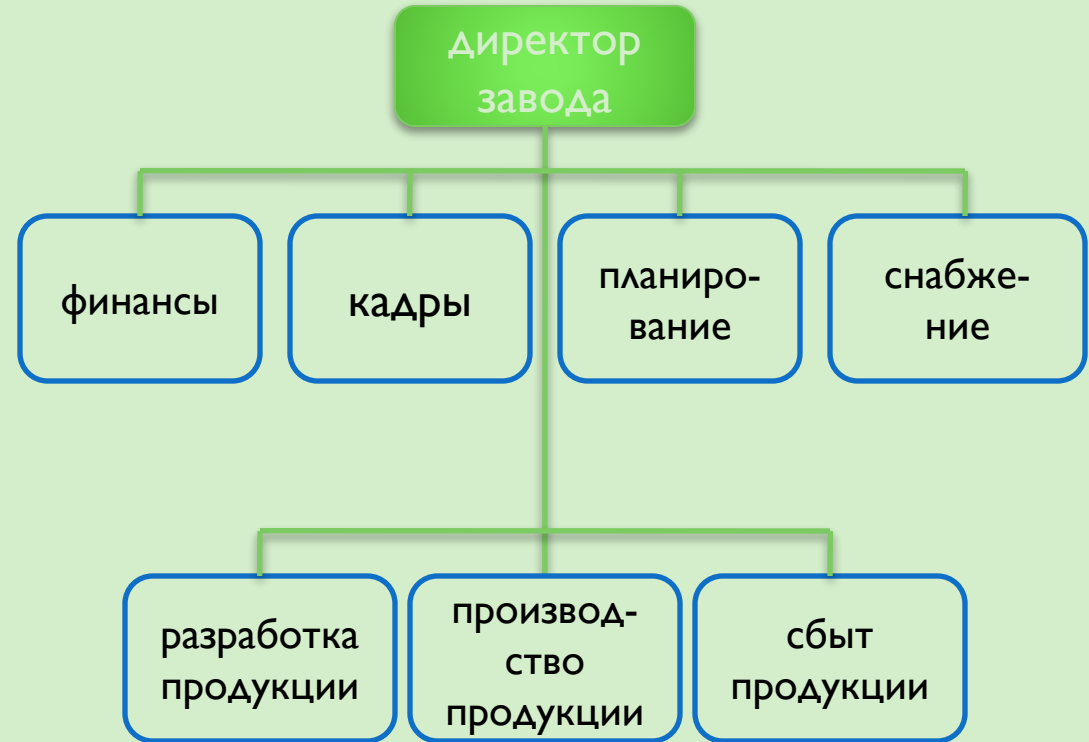 директор
завода
финансы
кадры
планиро-
вание
снабже-
ние
разработка
продукции
производ-
ство
продукции
сбыт
продукции